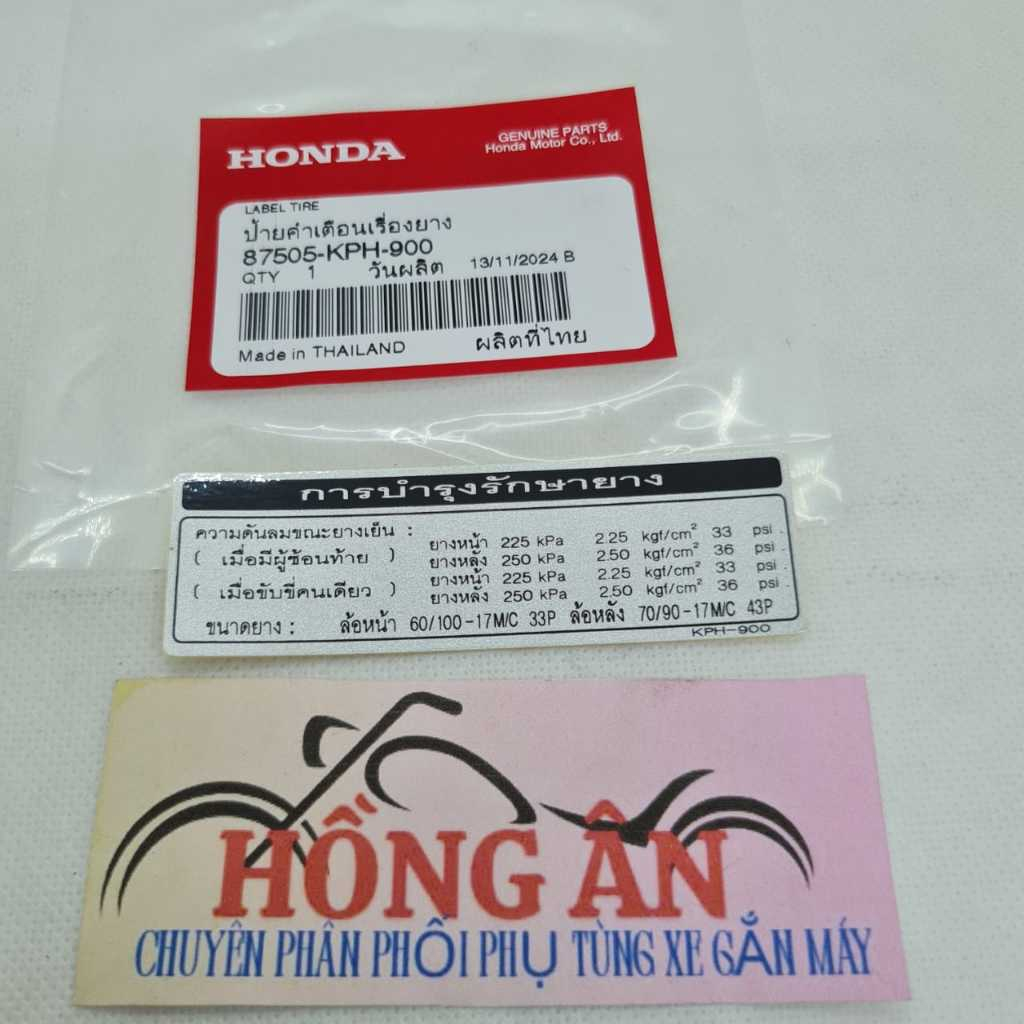 HONDA
GENUINE PARTS
Honda Motor Co., Ltd.
LABEL TIRE
ป้ายคำเตือนเรื่องยาง
87505-KPH-900
QTY 1 วันผลิต 13/11/2024 B
Made in THAILAND ผลิตที่ไทย
การบำรุงรักษายาง
ความดันลมขณะยางเย็น :
( เมื่อมีผู้ซ้อนท้าย ) ยางหน้า 225 kPa 2.25 kgf/cm² 33 psi .
ยางหลัง 250 kPa 2.50 kgf/cm² 36 psi .
( เมื่อขับขี่คนเดียว ) ยางหน้า 225 kPa 2.25 kgf/cm² 33 psi .
ยางหลัง 250 kPa 2.50 kgf/cm² 36 psi .
ขนาดยาง : ล้อหน้า 60/100-17M/C 33P ล้อหลัง 70/90-17M/C 43P
KPH-900
HỒNG ÂN
CHUYÊN PHÂN PHỐI PHỤ TÙNG XE GẮN MÁY